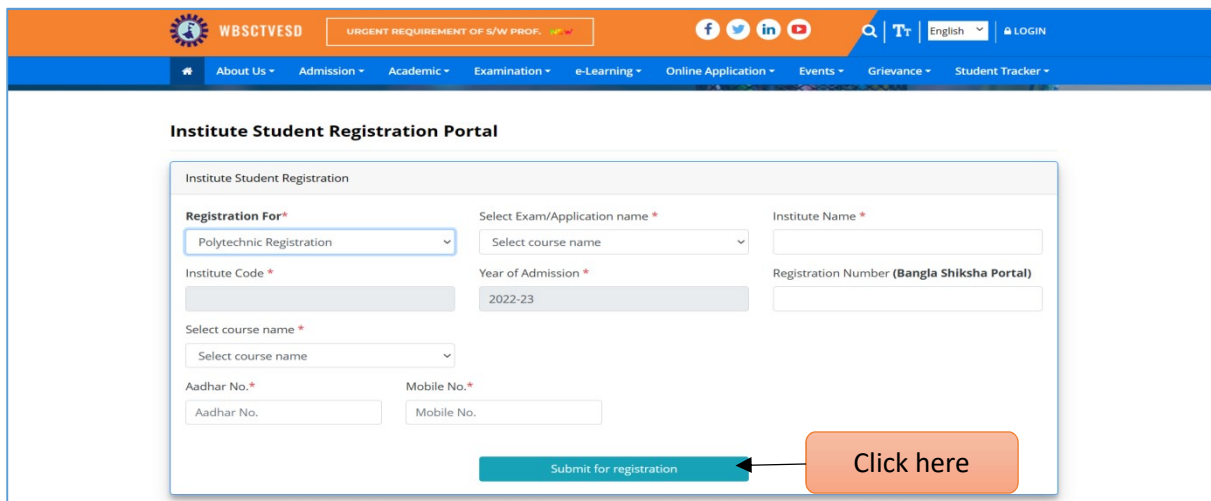 WBSCTVESD URGENT REQUIREMENT OF S/W PROF. English LOGIN
About Us Admission Academic Examination e-Learning Online Application Events Grievance Student Tracker
Institute Student Registration Portal
Institute Student Registration
Registration For* Select Exam/Application name * Institute Name *
Polytechnic Registration Select course name
Institute Code * Year of Admission * Registration Number (Bangla Shiksha Portal)
2022-23
Select course name *
Select course name
Aadhar No.* Mobile No.*
Aadhar No. Mobile No.
Submit for registration Click here